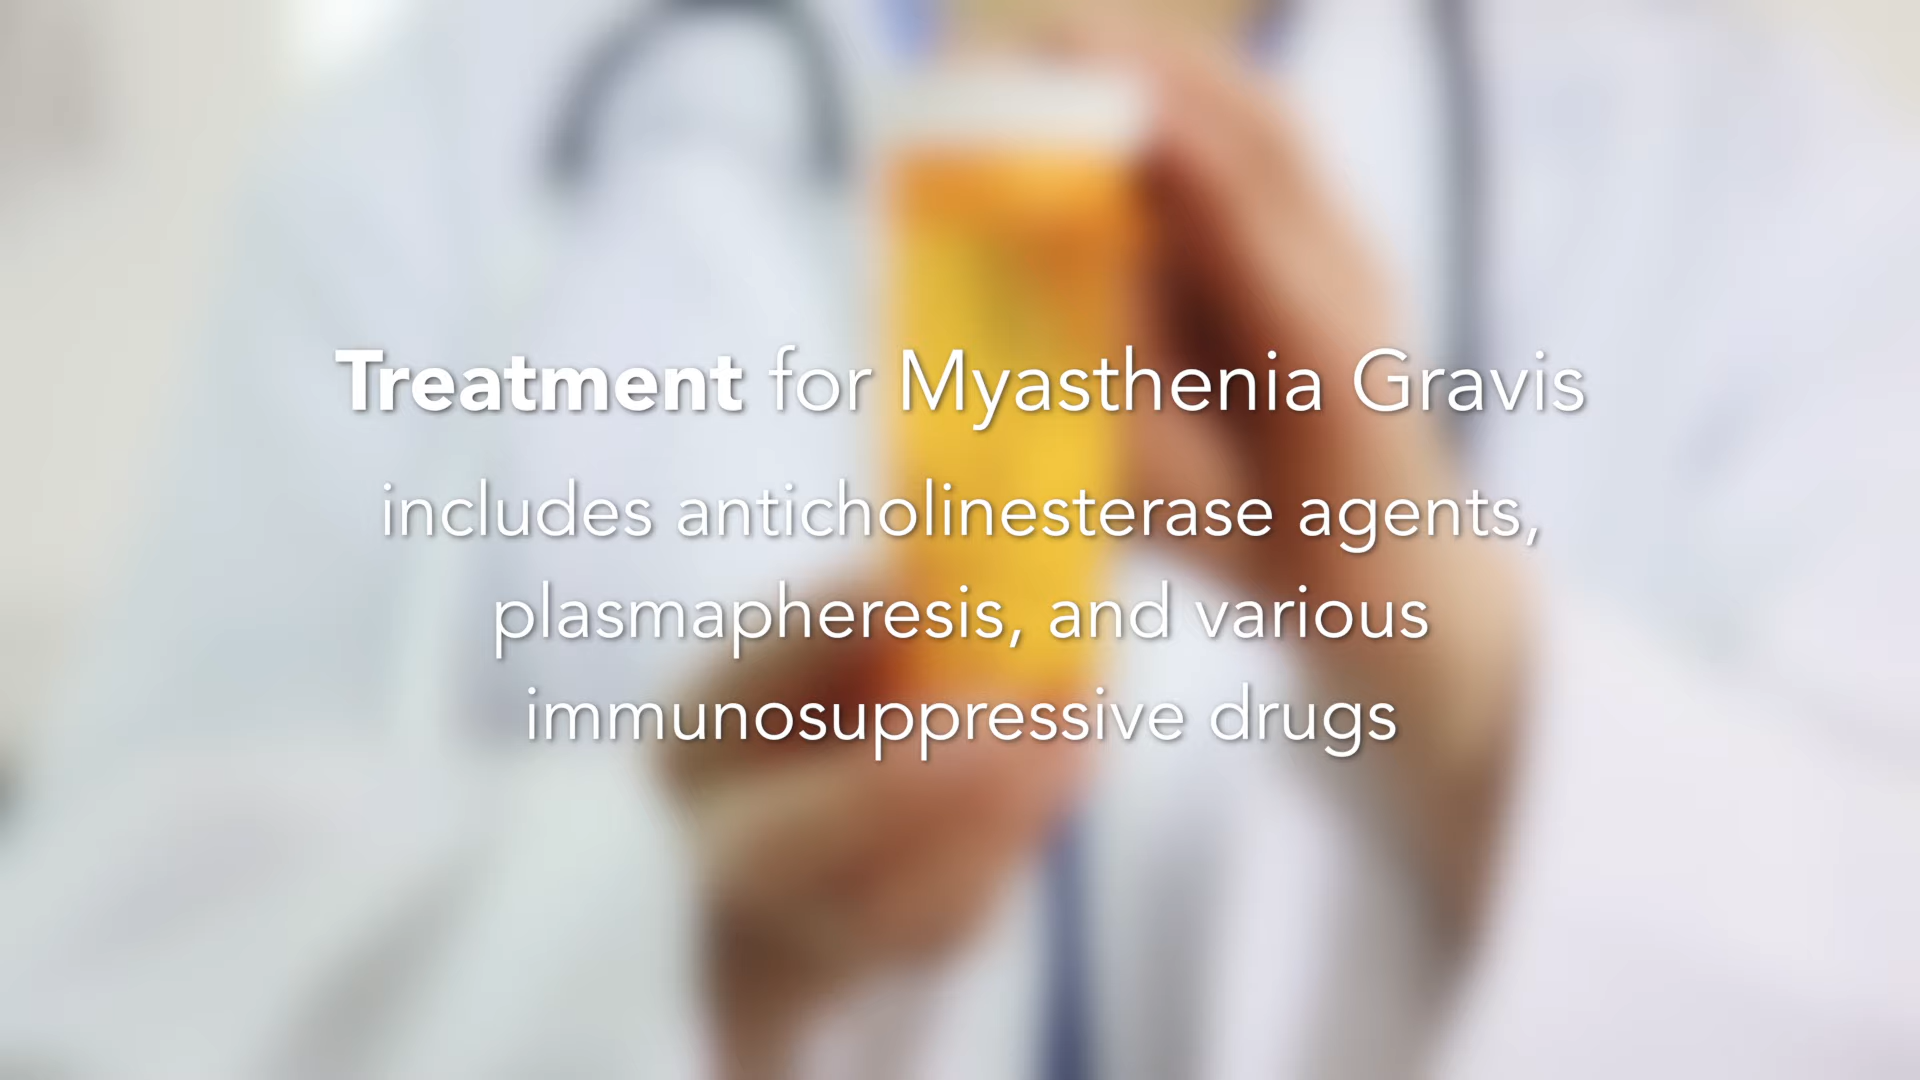 Treatment for Myasthenia Gravis
includes anticholinesterase agents,
plasmapheresis, and various
immunosuppressive drugs